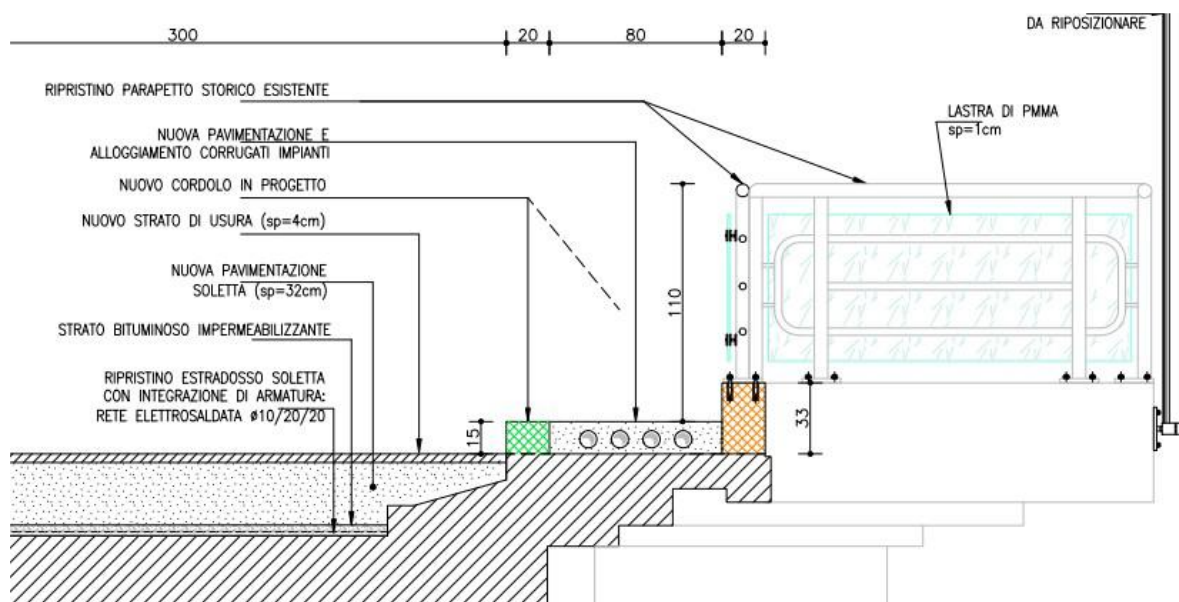 DA RIPOSIZIONARE
300
20
80
20
RIPRISTINO PARAPETTO STORICO ESISTENTE
LASTRA DI PMMA
sp=1cm
NUOVA PAVIMENTAZIONE E
ALLOGGIAMENTO CORRUGATI IMPIANTI
NUOVO CORDOLO IN PROGETTO
NUOVO STRATO DI USURA (sp=4cm)
NUOVA PAVIMENTAZIONE
SOLETTA (sp=32cm)
110
STRATO BITUMINOSO IMPERMEABILIZZANTE
RIPRISTINO ESTRADOSSO SOLETTA
CON INTEGRAZIONE DI ARMATURA:
RETE ELETTROSALDATA ø10/20/20
15
33